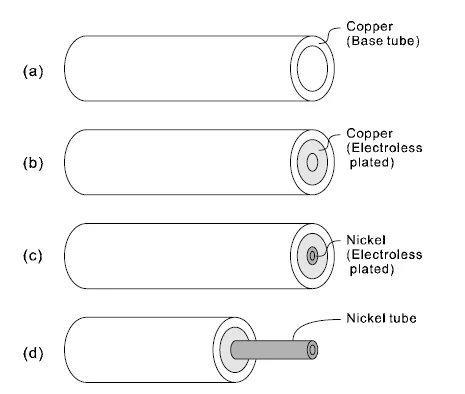 Copper
(Base tube)
(a)
Copper
(Electroless
plated)
(b)
Nickel
(Electroless
plated)
(c)
Nickel tube
(d)